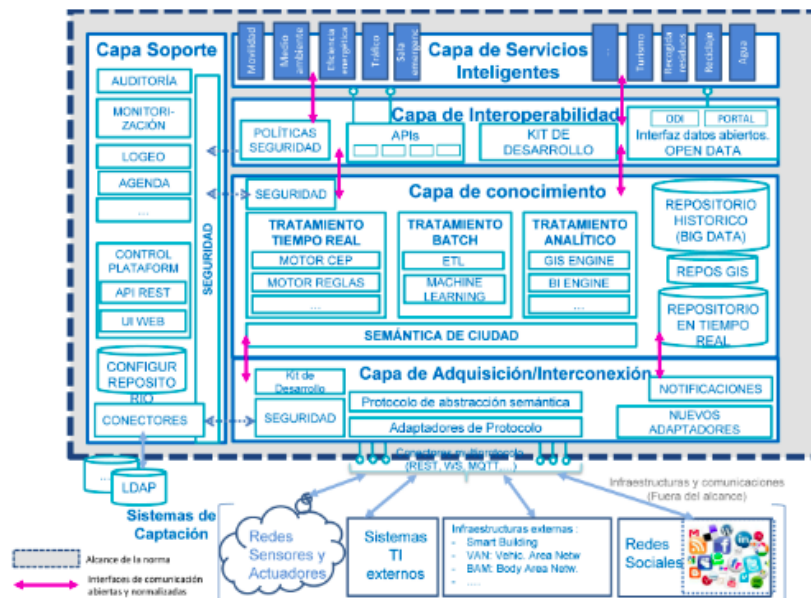 Capa Soporte
AUDITORÍA
MONITORI-
ZACIÓN
LOGEO
AGENDA
...
CONTROL
PLATAFORM
API REST
UI WEB
CONFIGUR
REPOSITO
RIO
CONECTORES
SEGURIDAD
...
LDAP
Movilidad
Medio
ambiente
Eficiencia
energética
Tráfico
Sala
emergenc
Capa de Servicios
Inteligentes
...
Turismo
Recogida
residuos
Reciclaje
Agua
Capa de Interoperabilidad
POLÍTICAS
SEGURIDAD
APIs
KIT DE
DESARROLLO
ODI
PORTAL
Interfaz datos abiertos.
OPEN DATA
Capa de conocimiento
SEGURIDAD
TRATAMIENTO
TIEMPO REAL
MOTOR CEP
MOTOR REGLAS
...
TRATAMIENTO
BATCH
ETL
MACHINE
LEARNING
TRATAMIENTO
ANALÍTICO
GIS ENGINE
BI ENGINE
...
REPOSITORIO
HISTORICO
(BIG DATA)
REPOS GIS
REPOSITORIO
EN TIEMPO
REAL
SEMÁNTICA DE CIUDAD
Capa de Adquisición/Interconexión
Kit de
Desarrollo
SEGURIDAD
Protocolo de abstracción semántica
Adaptadores de Protocolo
NOTIFICACIONES
NUEVOS
ADAPTADORES
Conectores multiprotocolo
(REST, WS, MQTT,...)
Infraestructuras y comunicaciones
(Fuera del alcance)
Sistemas de
Captación
Redes
Sensores y
Actuadores
Sistemas
TI
externos
Infraestructuras externas :
- Smart Building
- VAN: Vehic. Area Netw.
- BAM: Body Area Netw.
- ....
Redes
Sociales
Alcance de la norma
Interfaces de comunicación
abiertas y normalizadas